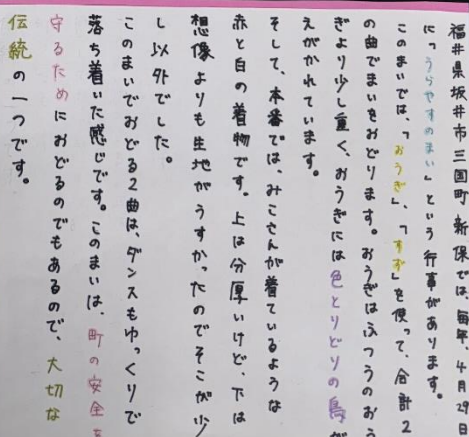 福井県坂井市三国町新保では、毎年、4月29日
に「うらやすのまい」という行事があります。
このまいでは、「おうぎ」、「すず」を使って、合計2
の曲でまいをおどります。おうぎはふつうのおう
ぎより少し重く、おうぎには色とりどりの鳥が
えがかれています。
そして、本番では、みこさんが着ているような
赤と白の着物です。上は分厚いけど、下は
想像よりも生地がうすかったのでそこが少
し以外でした。
このまいでおどる2曲は、ダンスもゆっくりで
落ち着いた感じです。このまいは、町の安全を
守るためにおどるのでもあるので、大切な
伝統の一つです。